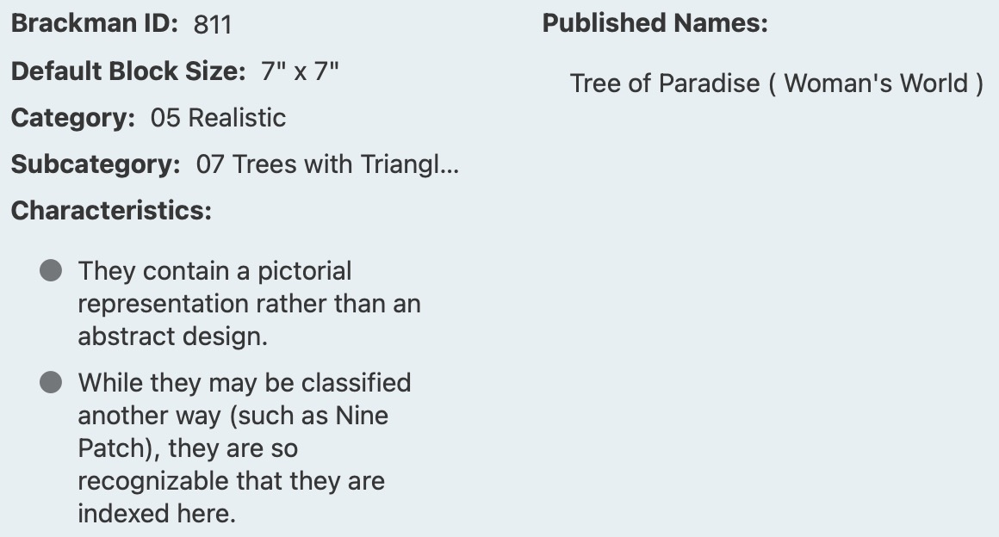 Brackman ID: 811
Default Block Size: 7" x 7"
Category: 05 Realistic
Subcategory: 07 Trees with Triangl...
Characteristics:
They contain a pictorial
representation rather than an
abstract design.
While they may be classified
another way (such as Nine
Patch), they are so
recognizable that they are
indexed here.
Published Names:
Tree of Paradise ( Woman's World )